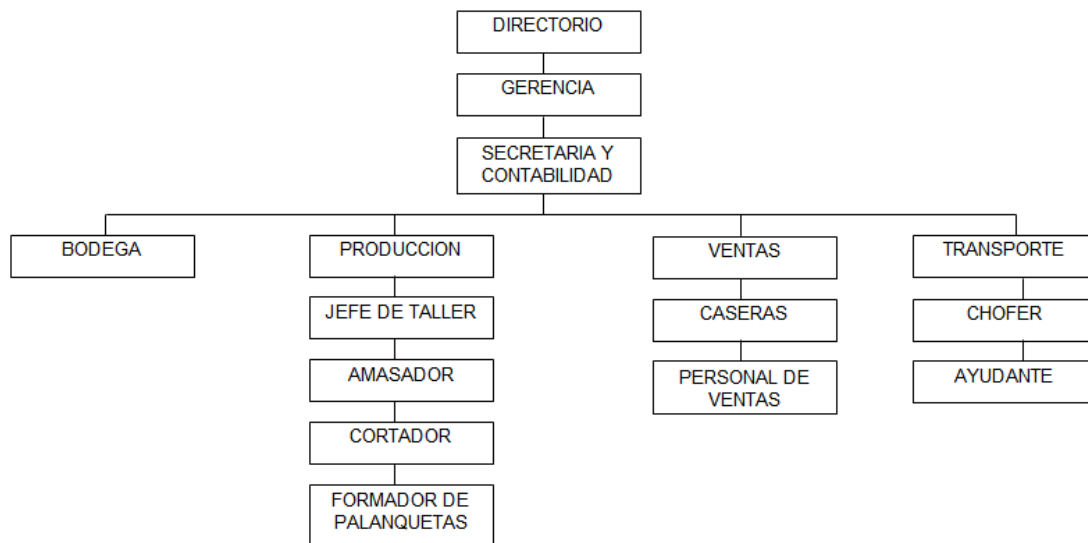 DIRECTORIO
GERENCIA
SECRETARIA Y
CONTABILIDAD
BODEGA
PRODUCCION
VENTAS
TRANSPORTE
JEFE DE TALLER
CASERAS
CHOFER
AMASADOR
PERSONAL DE
VENTAS
AYUDANTE
CORTADOR
FORMADOR DE
PALANQUETAS